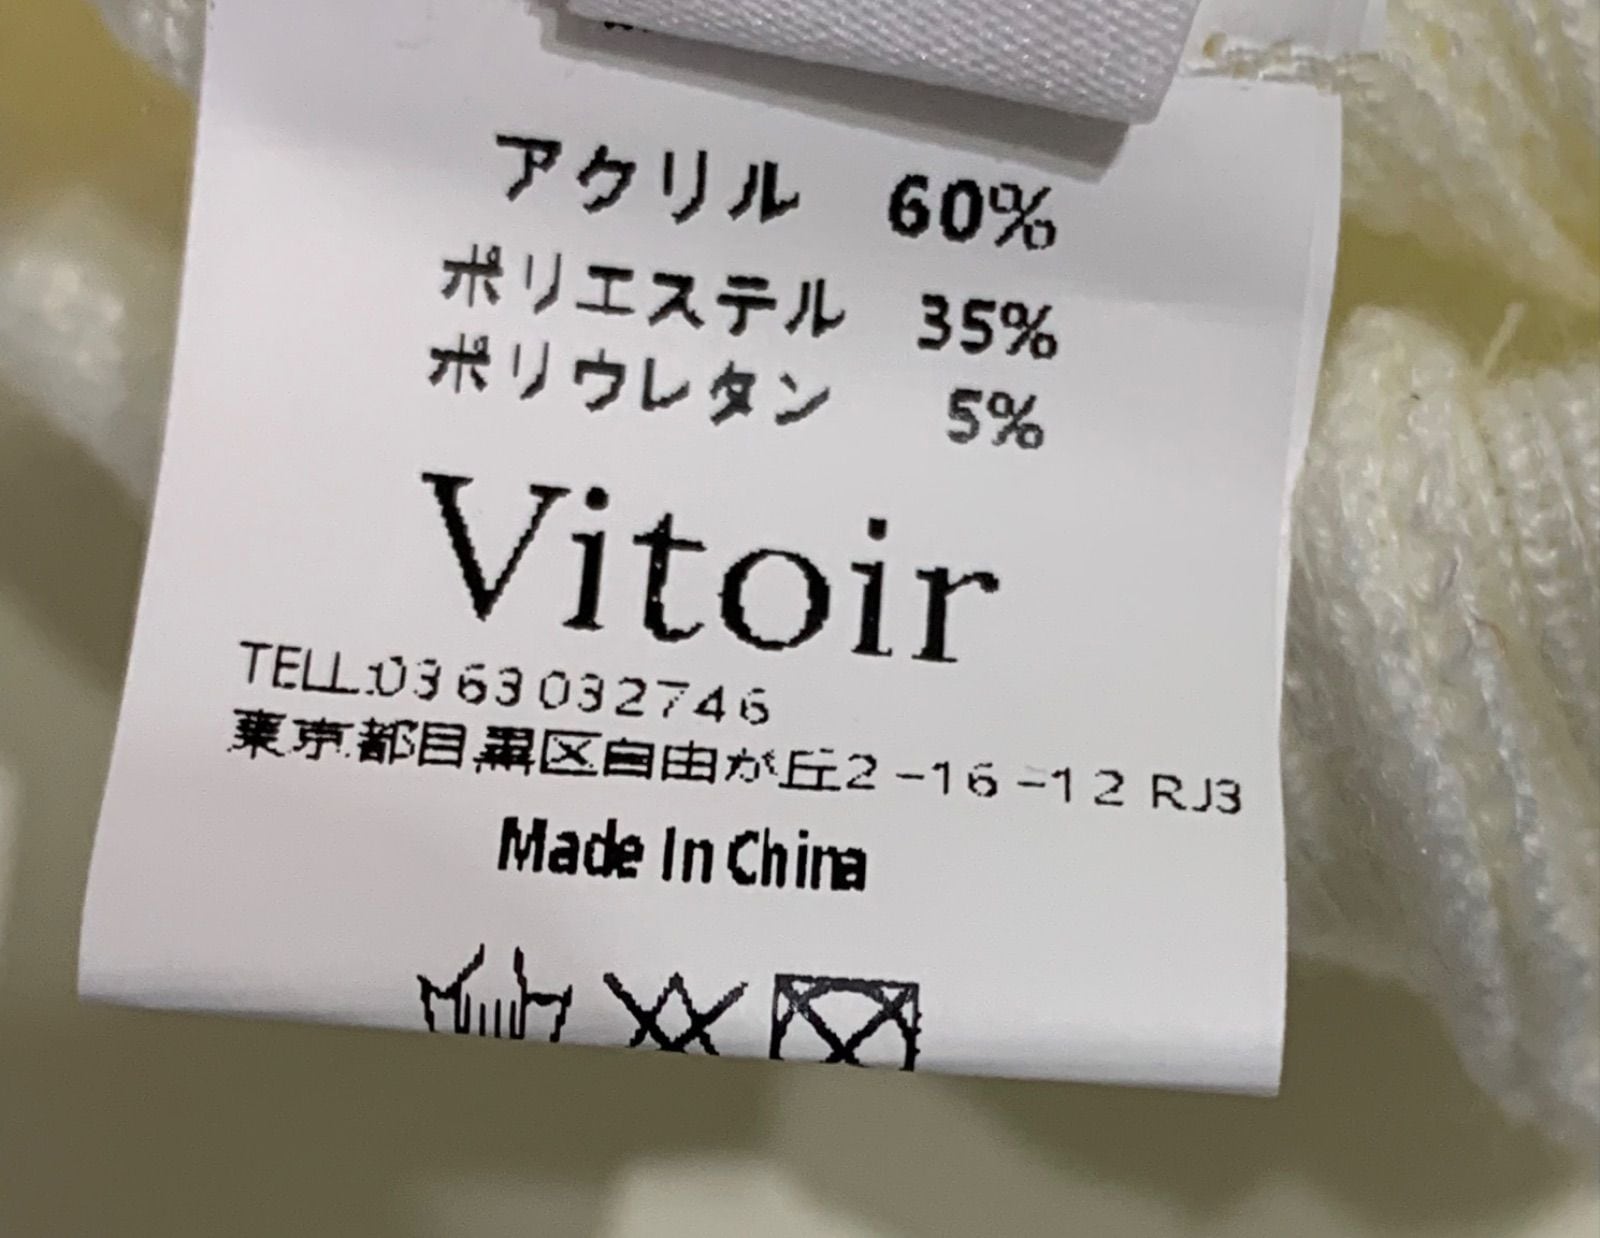 アクリル 60%
ポリエステル 35%
ポリウレタン 5%
Vitoir
TELL:0363032746
東京都目黒区自由が丘2-16-12 RJ3
Made In China